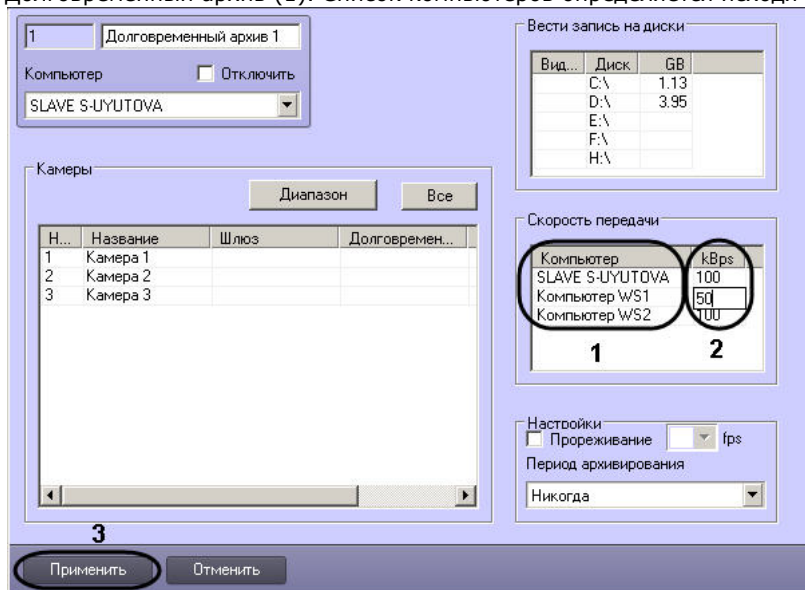 Долговременный архив (1). Список компьютеров определяется исходя
1 Долговременный архив 1
Компьютер Отключить
SLAVE S-UYUTOVA
Камеры
Диапазон Все
Н... Название Шлюз Долговремен...
1 Камера 1
2 Камера 2
3 Камера 3
Вести запись на диски
Вид... Диск GB
C:\ 1.13
D:\ 3.95
E:\
F:\
H:\
Скорость передачи
Компьютер kBps
SLAVE S-UYUTOVA 100
Компьютер WS1 50
Компьютер WS2 100
1 2
Настройки
Прореживание fps
Период архивирования
Никогда
3
Применить Отменить